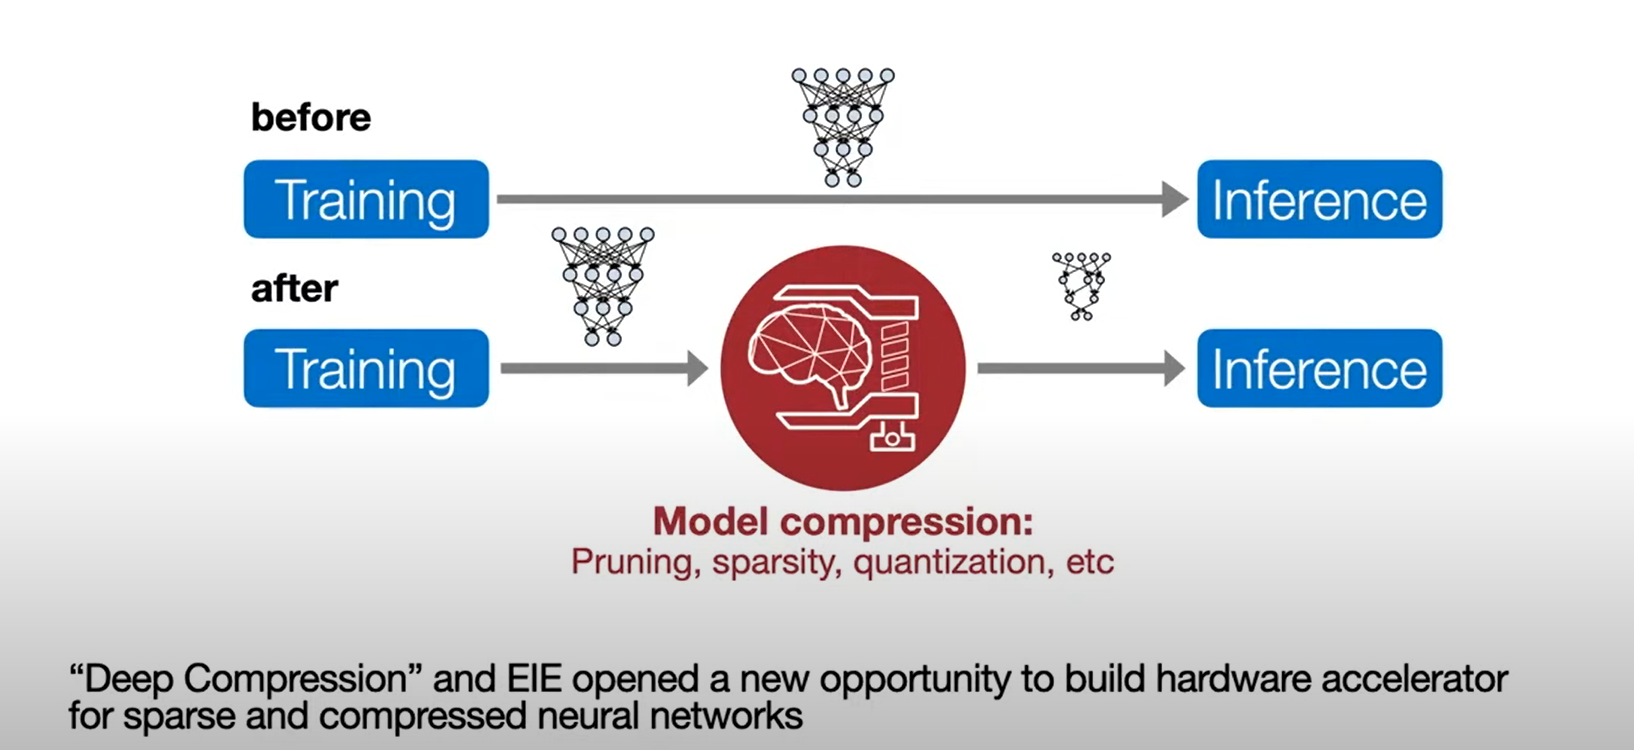 before
Training
Inference
after
Training
Inference
Model compression:
Pruning, sparsity, quantization, etc
“Deep Compression” and EIE opened a new opportunity to build hardware accelerator
for sparse and compressed neural networks